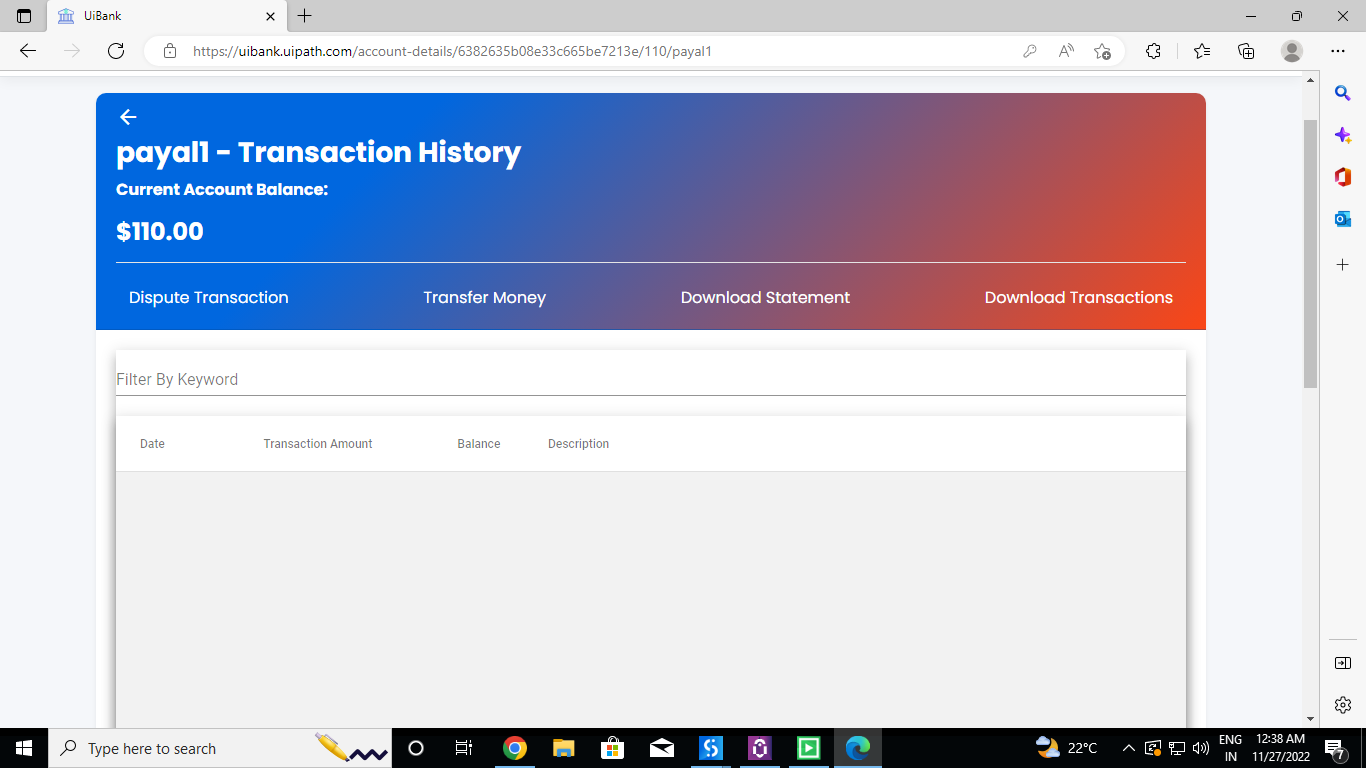 UiBank
https://uibank.uipath.com/account-details/6382635b08e33c665be7213e/110/payal1
payal1 - Transaction History
Current Account Balance:
$110.00
Dispute Transaction
Transfer Money
Download Statement
Download Transactions
Filter By Keyword
Date
Transaction Amount
Balance
Description
Type here to search
22°C
ENG
IN
12:38 AM
11/27/2022
7